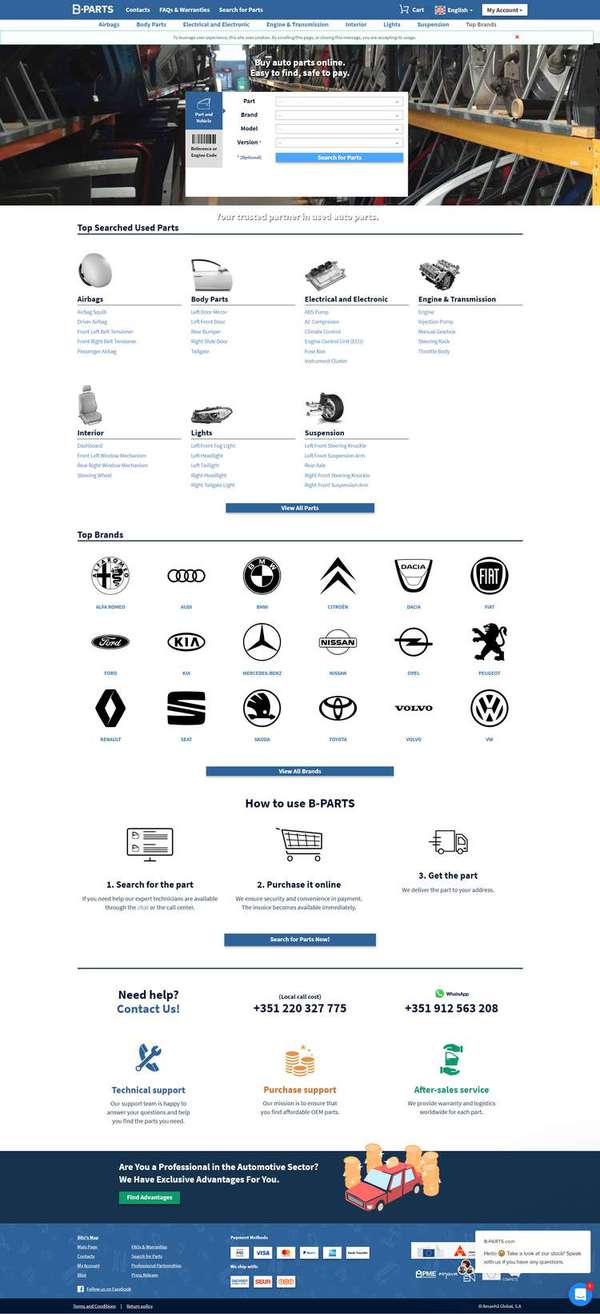 B-PARTS
Contacts
FAQs & Warranties
Search for Parts
Cart
English
My Account
Airbags
Body Parts
Electrical and Electronic
Engine & Transmission
Interior
Lights
Suspension
Top Brands
To leverage user experience, this site uses cookies. By scrolling this page, or closing this message, you are accepting its usage.
Buy auto parts online.
Easy to find, safe to pay.
Part and
Vehicle
Reference or
Engine Code
Part
Brand
Model
Version *
* (Optional)
Search for Parts
Your trusted partner in used auto parts.
Top Searched Used Parts
Airbags
Airbag Squib
Driver Airbag
Front Left Belt Tensioner
Front Right Belt Tensioner
Passenger Airbag
Body Parts
Left Door Mirror
Left Front Door
Rear Bumper
Right Slide Door
Tailgate
Electrical and Electronic
ABS Pump
AC Compressor
Climate Control
Engine Control Unit (ECU)
Fuse Box
Instrument Cluster
Engine & Transmission
Engine
Injection Pump
Manual Gearbox
Steering Rack
Throttle Body
Interior
Dashboard
Front Left Window Mechanism
Rear Right Window Mechanism
Steering Wheel
Lights
Left Front Fog Light
Left Headlight
Left Taillight
Right Headlight
Right Tailgate Light
Suspension
Left Front Steering Knuckle
Left Front Suspension Arm
Rear Axle
Right Front Steering Knuckle
Right Front Suspension Arm
View All Parts
Top Brands
ALFA ROMEO
AUDI
BMW
CITROËN
DACIA
FIAT
FORD
KIA
MERCEDES-BENZ
NISSAN
OPEL
PEUGEOT
RENAULT
SEAT
SKODA
TOYOTA
VOLVO
VW
View All Brands
How to use B-PARTS
1. Search for the part
If you need help our expert technicians are available
through the chat or the call center.
2. Purchase it online
We ensure security and convenience in payment.
The invoice becomes available immediately.
3. Get the part
We deliver the part to your address.
Search for Parts Now!
Need help?
Contact Us!
(Local call cost)
+351 220 327 775
WhatsApp
+351 912 563 208
Technical support
Our support team is happy to
answer your questions and help
you find the parts you need.
Purchase support
Our mission is to ensure that
you find affordable OEM parts.
After-sales service
We provide warranty and logistics
worldwide for each part.
Are You a Professional in the Automotive Sector?
We Have Exclusive Advantages For You.
Find Advantages
Site's Map
Main Page
Contacts
My Account
Blog
FAQs & Warranties
Search for Parts
Professional Partnerships
Press Releases
Follow us on Facebook
Payment Methods
VISA
PayPal
Bank Transfer
We ship with:
SEUR
PME
B-PARTS.com
Hello Take a look at our stock! Speak
with us if you have any questions.
1
Terms and Conditions | Return policy
© Amanhã Global, S.A